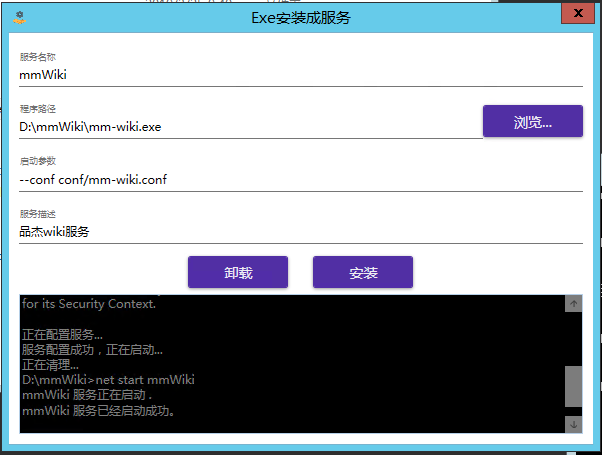 Exe安装成服务
服务名称
mmWiki
程序路径
D:\mmWiki\mm-wiki.exe
浏览...
启动参数
--conf conf/mm-wiki.conf
服务描述
品杰wiki服务
卸载
安装
for its Security Context.
正在配置服务...
服务配置成功，正在启动...
正在清理...
D:\mmWiki>net start mmWiki
mmWiki 服务正在启动 .
mmWiki 服务已经启动成功。